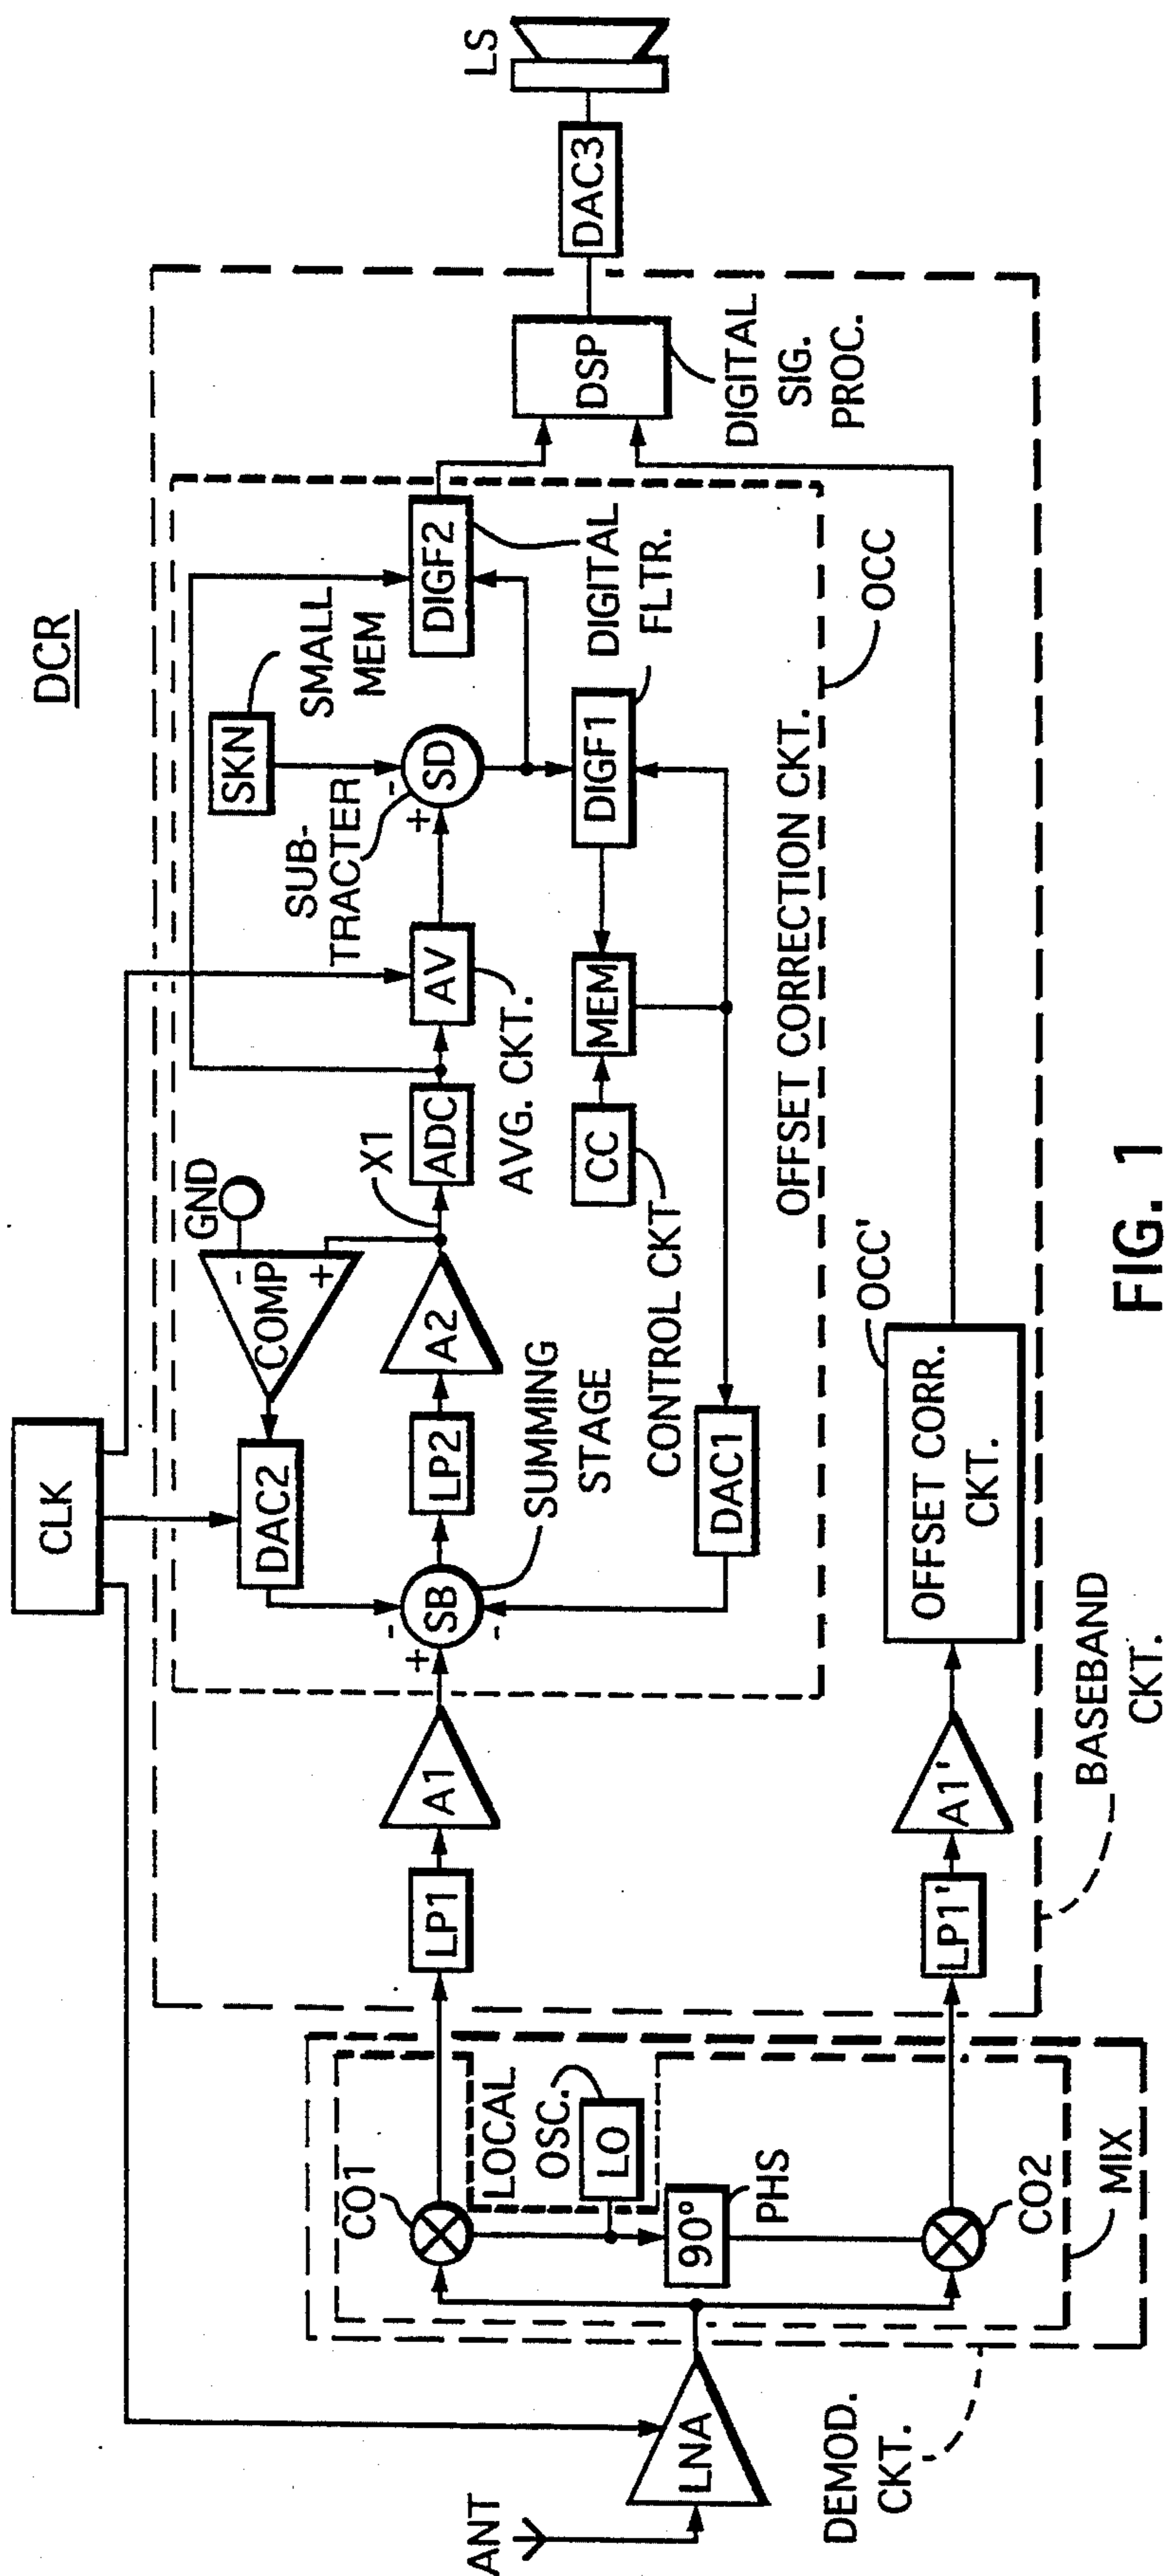 DCR
CLK
LS
DAC3
DSP
DIGITAL
SIG.
PROC.
GND
COMP
-
+
X1
SKN
SMALL
MEM
SUB-
TRACTER
DAC2
A1
+
-
-
SB
LP2
A2
ADC
AV
+
-
SD
DIGF2
SUMMING
STAGE
AVG. CKT.
DIGITAL
FLTR.
CC
MEM
DIGF1
CONTROL CKT
DAC1
OFFSET CORRECTION CKT.
OCC
LP1
ANT
LNA
CO1
LOCAL
OSC.
LO
90°
PHS
CO2
MIX
DEMOD.
CKT.
LP1'
A1'
OFFSET CORR.
CKT.
OCC'
BASEBAND
CKT.
FIG. 1